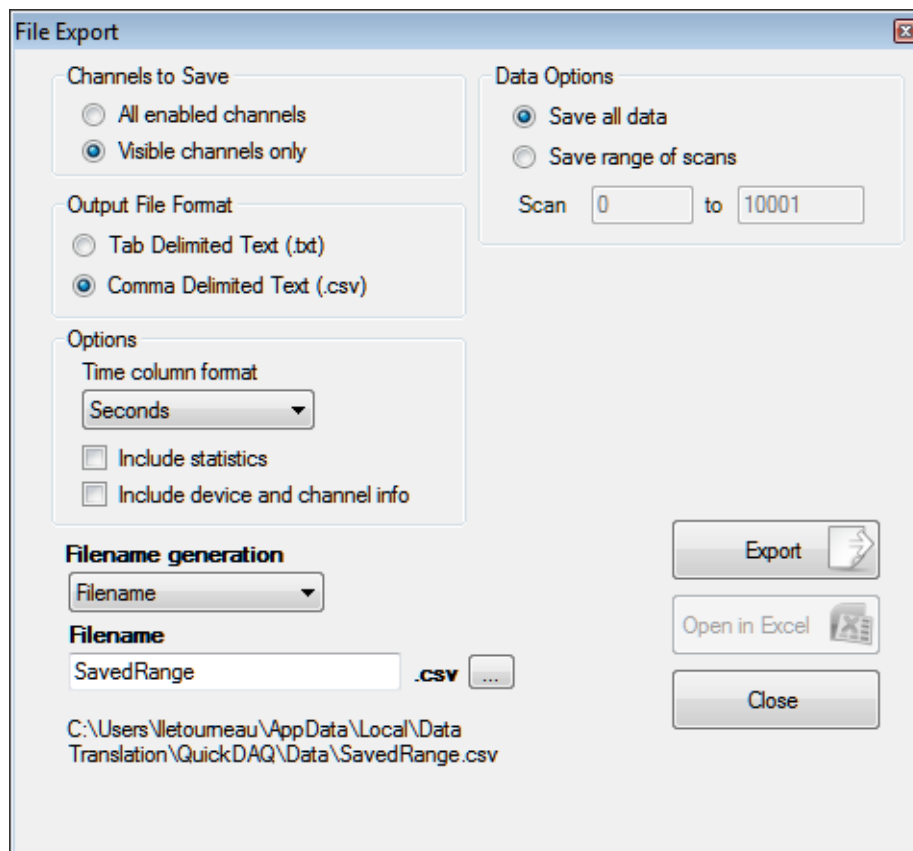 File Export
Channels to Save
All enabled channels
Visible channels only
Output File Format
Tab Delimited Text (.txt)
Comma Delimited Text (.csv)
Options
Time column format
Seconds
Include statistics
Include device and channel info
Filename generation
Filename
Filename
SavedRange .csv ...
C:\Users\lletourneau\AppData\Local\Data
Translation\QuickDAQ\Data\SavedRange.csv
Data Options
Save all data
Save range of scans
Scan 0 to 10001
Export
Open in Excel
Close